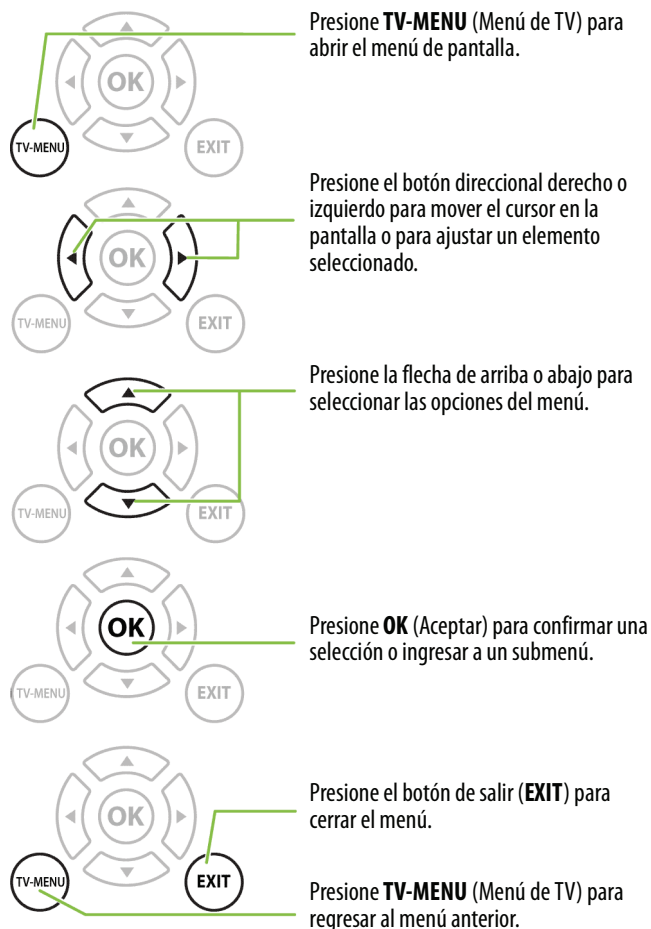 Presione TV-MENU (Menú de TV) para
abrir el menú de pantalla.
OK
TV-MENU
EXIT
Presione el botón direccional derecho o
izquierdo para mover el cursor en la
pantalla o para ajustar un elemento
seleccionado.
OK
TV-MENU
EXIT
Presione la flecha de arriba o abajo para
seleccionar las opciones del menú.
OK
TV-MENU
EXIT
Presione OK (Aceptar) para confirmar una
selección o ingresar a un submenú.
OK
TV-MENU
EXIT
Presione el botón de salir (EXIT) para
cerrar el menú.
OK
TV-MENU
EXIT
Presione TV-MENU (Menú de TV) para
regresar al menú anterior.